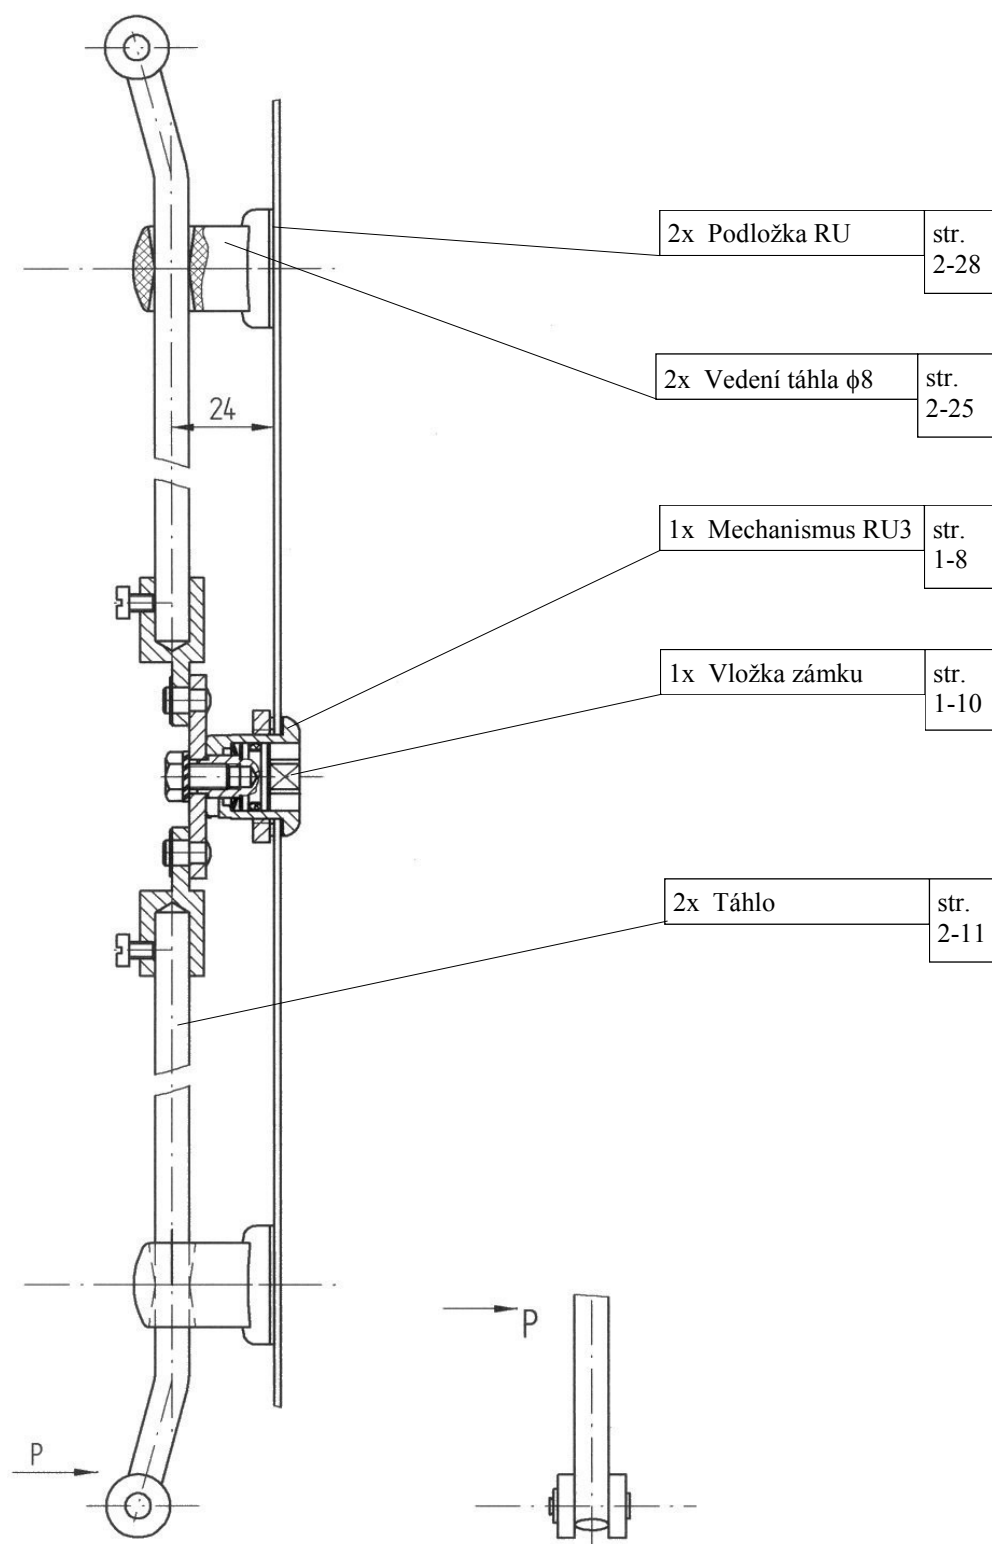 2x Podložka RU
str.
2-28
2x Vedení táhla ϕ8
str.
2-25
24
1x Mechanismus RU3
str.
1-8
1x Vložka zámku
str.
1-10
2x Táhlo
str.
2-11
P
P